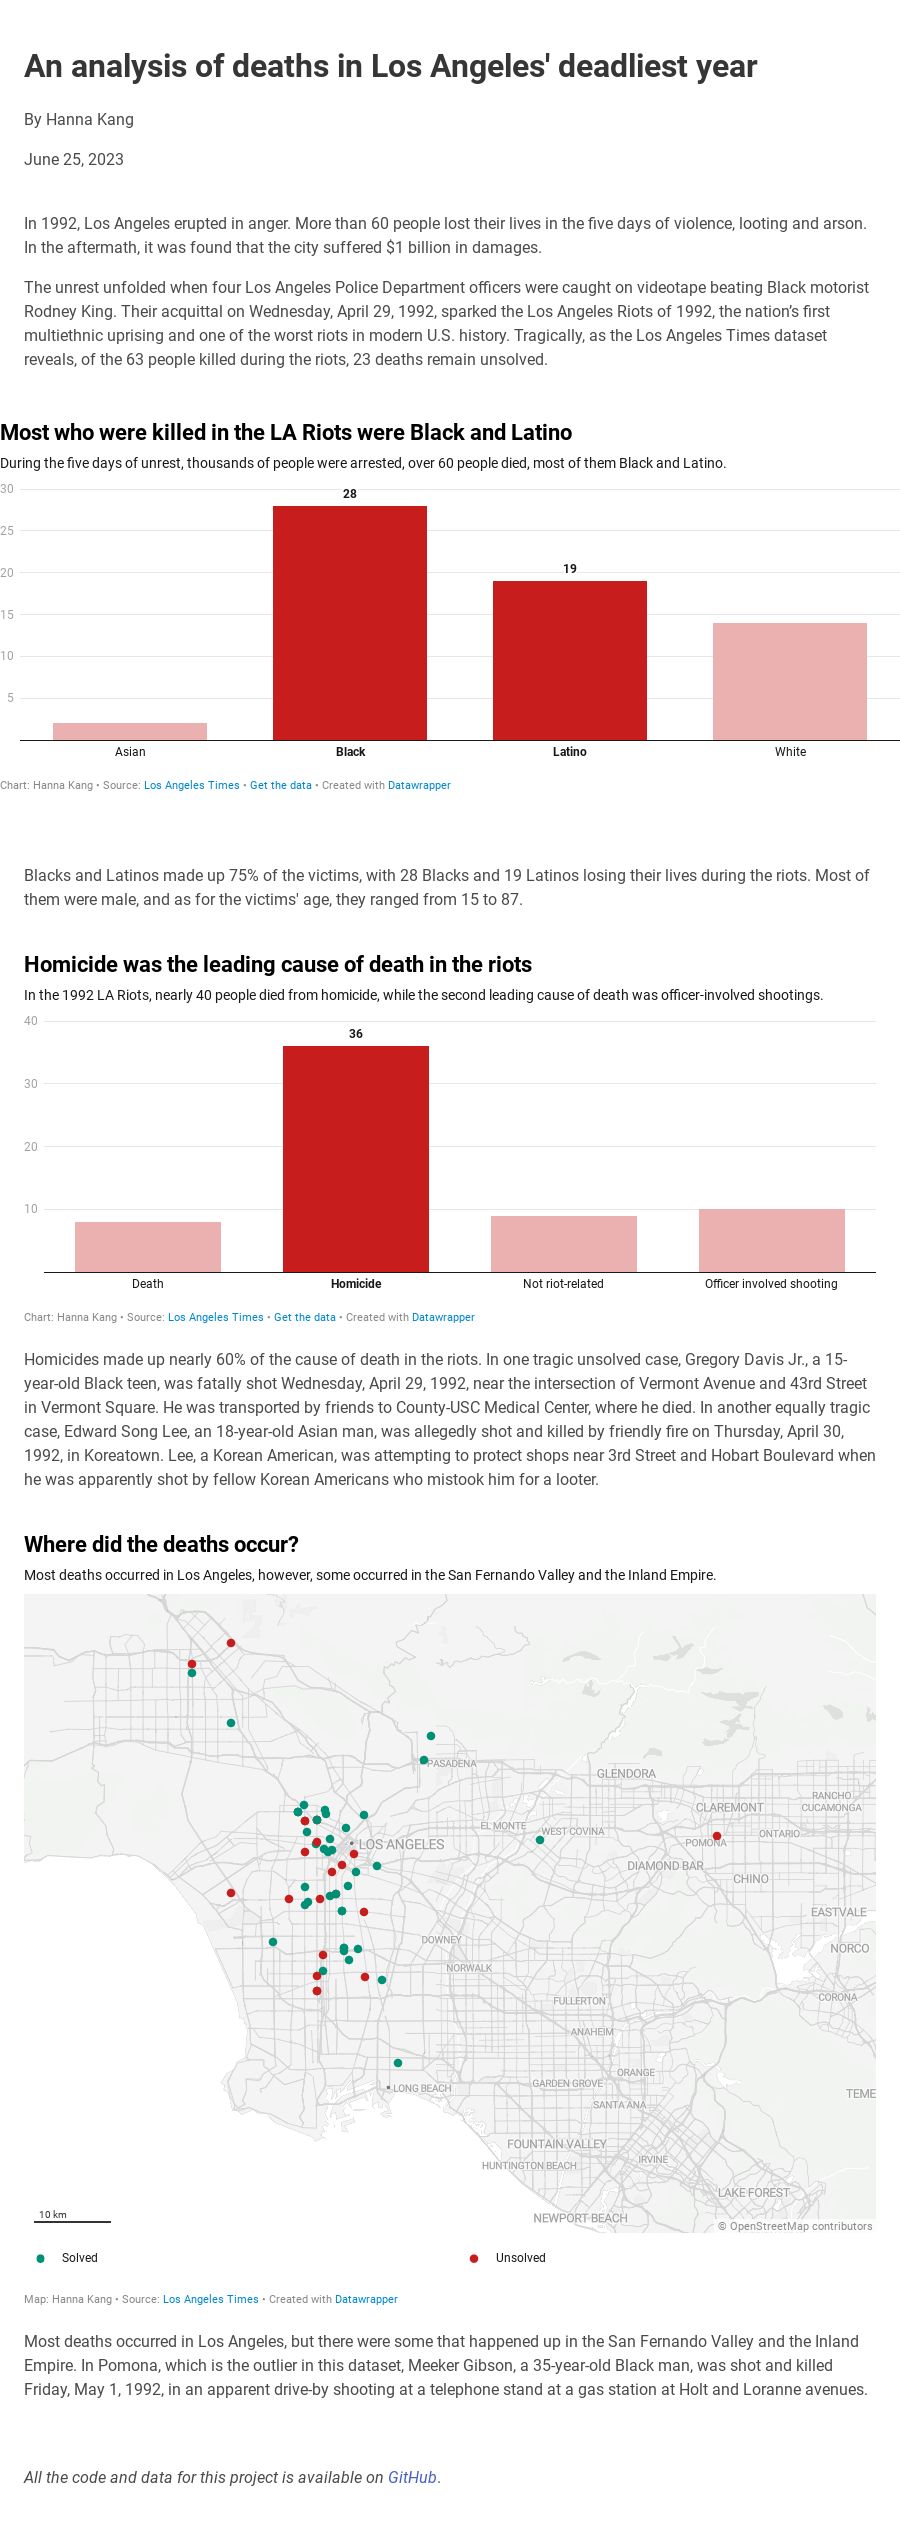 An analysis of deaths in Los Angeles' deadliest year
By Hanna Kang
June 25, 2023
In 1992, Los Angeles erupted in anger. More than 60 people lost their lives in the five days of violence, looting and arson.
In the aftermath, it was found that the city suffered $1 billion in damages.
The unrest unfolded when four Los Angeles Police Department officers were caught on videotape beating Black motorist
Rodney King. Their acquittal on Wednesday, April 29, 1992, sparked the Los Angeles Riots of 1992, the nation’s first
multiethnic uprising and one of the worst riots in modern U.S. history. Tragically, as the Los Angeles Times dataset
reveals, of the 63 people killed during the riots, 23 deaths remain unsolved.
Most who were killed in the LA Riots were Black and Latino
During the five days of unrest, thousands of people were arrested, over 60 people died, most of them Black and Latino.
30
28
25
20
19
15
10
5
Asian
Black
Latino
White
Chart: Hanna Kang • Source: Los Angeles Times • Get the data • Created with Datawrapper
Blacks and Latinos made up 75% of the victims, with 28 Blacks and 19 Latinos losing their lives during the riots. Most of
them were male, and as for the victims' age, they ranged from 15 to 87.
Homicide was the leading cause of death in the riots
In the 1992 LA Riots, nearly 40 people died from homicide, while the second leading cause of death was officer-involved shootings.
40
36
30
20
10
Death
Homicide
Not riot-related
Officer involved shooting
Chart: Hanna Kang • Source: Los Angeles Times • Get the data • Created with Datawrapper
Homicides made up nearly 60% of the cause of death in the riots. In one tragic unsolved case, Gregory Davis Jr., a 15-
year-old Black teen, was fatally shot Wednesday, April 29, 1992, near the intersection of Vermont Avenue and 43rd Street
in Vermont Square. He was transported by friends to County-USC Medical Center, where he died. In another equally tragic
case, Edward Song Lee, an 18-year-old Asian man, was allegedly shot and killed by friendly fire on Thursday, April 30,
1992, in Koreatown. Lee, a Korean American, was attempting to protect shops near 3rd Street and Hobart Boulevard when
he was apparently shot by fellow Korean Americans who mistook him for a looter.
Where did the deaths occur?
Most deaths occurred in Los Angeles, however, some occurred in the San Fernando Valley and the Inland Empire.
PASADENA
GLENDORA
RANCHO
CUCAMONGA
CLAREMONT
EL MONTE
WEST COVINA
ONTARIO
LOS ANGELES
POMONA
DIAMOND BAR
CHINO
EASTVALE
DOWNEY
NORCO
NORWALK
CORONA
FULLERTON
ANAHEIM
ORANGE
GARDEN GROVE
LONG BEACH
TEME
SANTA ANA
FOUNTAIN VALLEY
IRVINE
HUNTINGTON BEACH
LAKE FOREST
10 km
NEWPORT BEACH
© OpenStreetMap contributors
Solved
Unsolved
Map: Hanna Kang • Source: Los Angeles Times • Created with Datawrapper
Most deaths occurred in Los Angeles, but there were some that happened up in the San Fernando Valley and the Inland
Empire. In Pomona, which is the outlier in this dataset, Meeker Gibson, a 35-year-old Black man, was shot and killed
Friday, May 1, 1992, in an apparent drive-by shooting at a telephone stand at a gas station at Holt and Loranne avenues.
All the code and data for this project is available on GitHub.